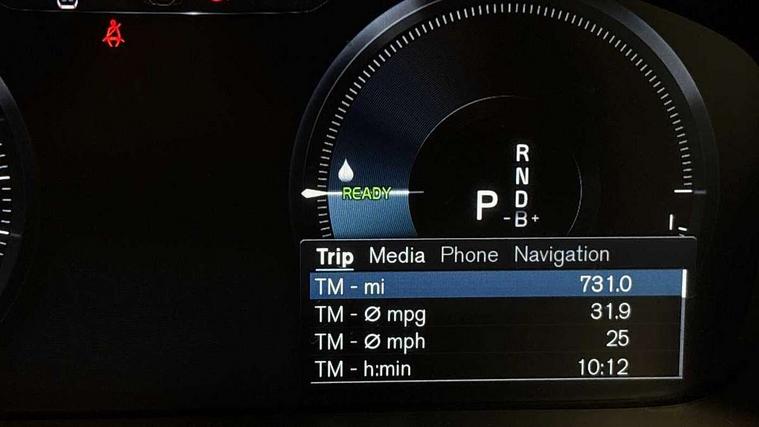 READY
P
R
N
D
- B +
Trip Media Phone Navigation
TM - mi 731.0
TM - Ø mpg 31.9
TM - Ø mph 25
TM - h:min 10:12